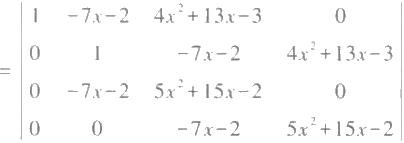 1 −7x−2 4x²+13x−3 0
0 1 −7x−2 4x²+13x−3
= 0 −7x−2 5x²+15x−2 0
0 0 −7x−2 5x²+15x−2